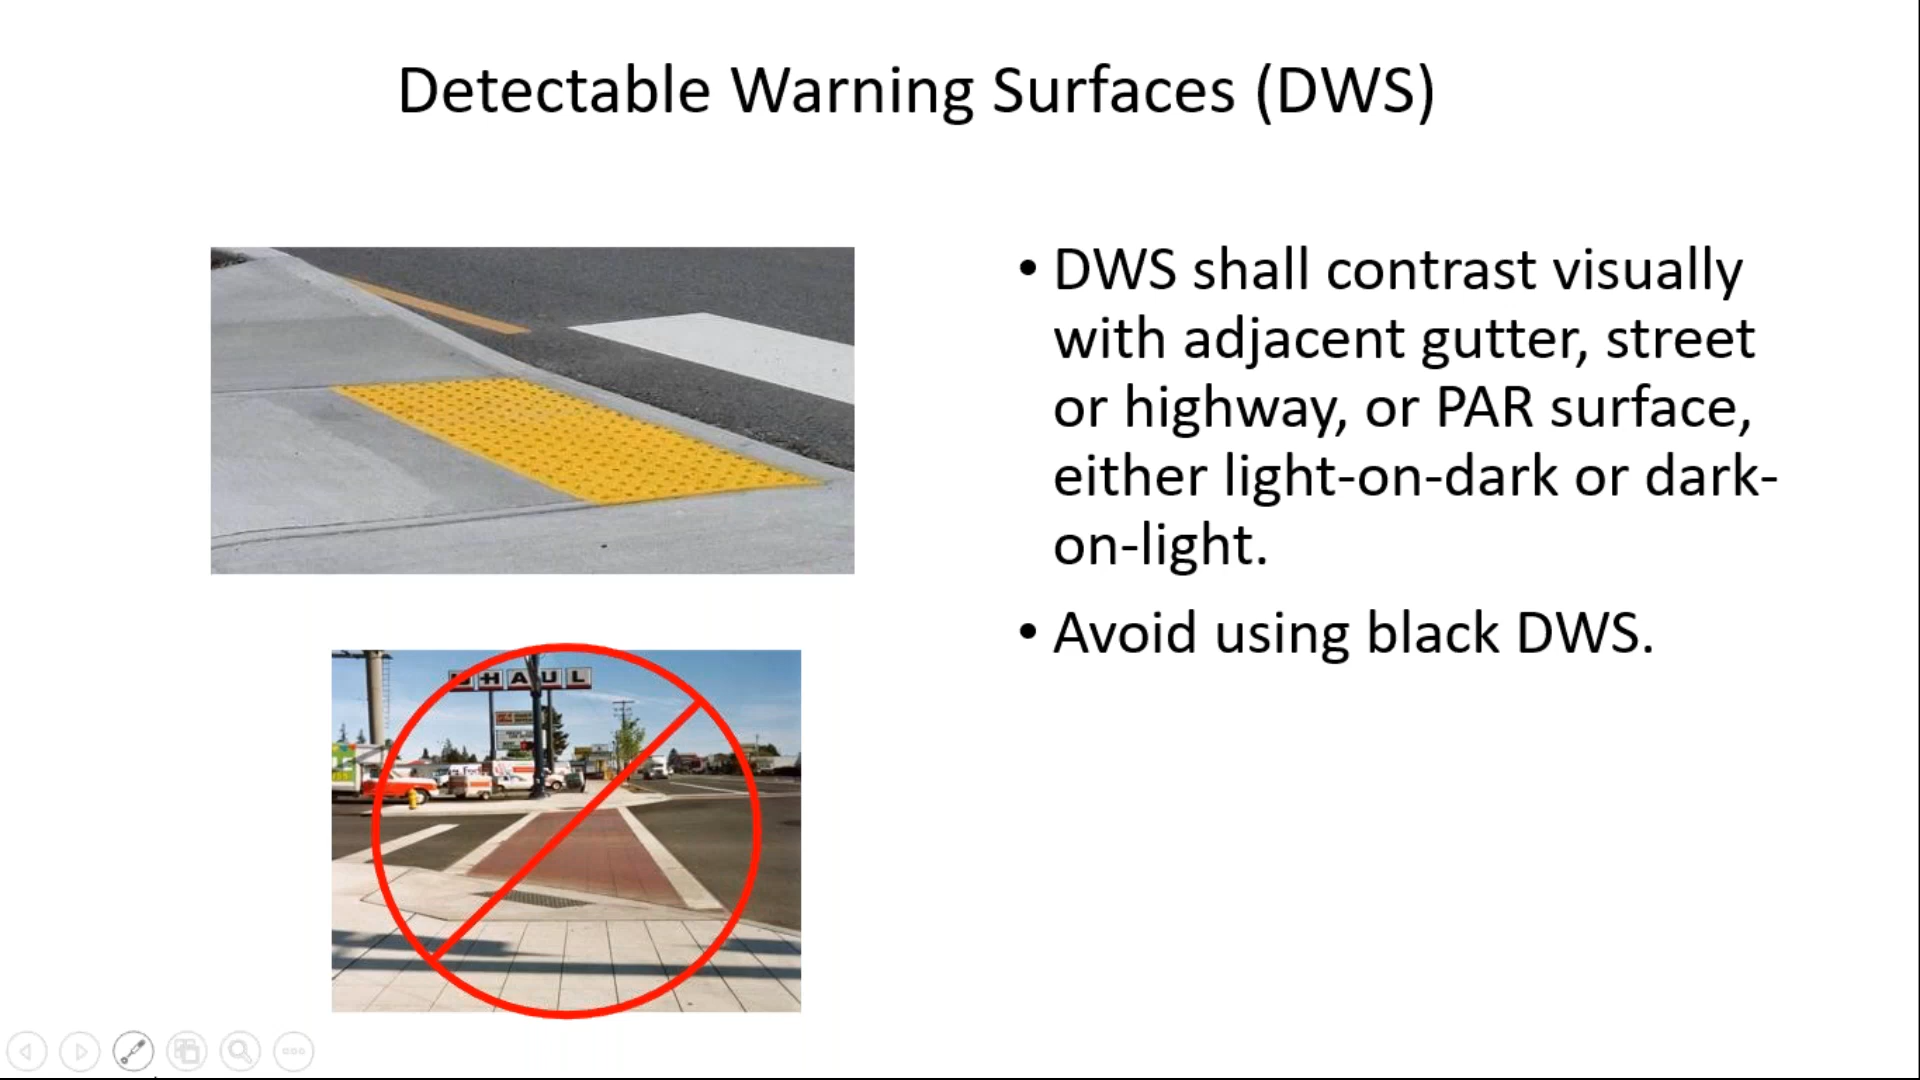 Detectable Warning Surfaces (DWS)
• DWS shall contrast visually
with adjacent gutter, street
or highway, or PAR surface,
either light-on-dark or dark-
on-light.
• Avoid using black DWS.
HAUL